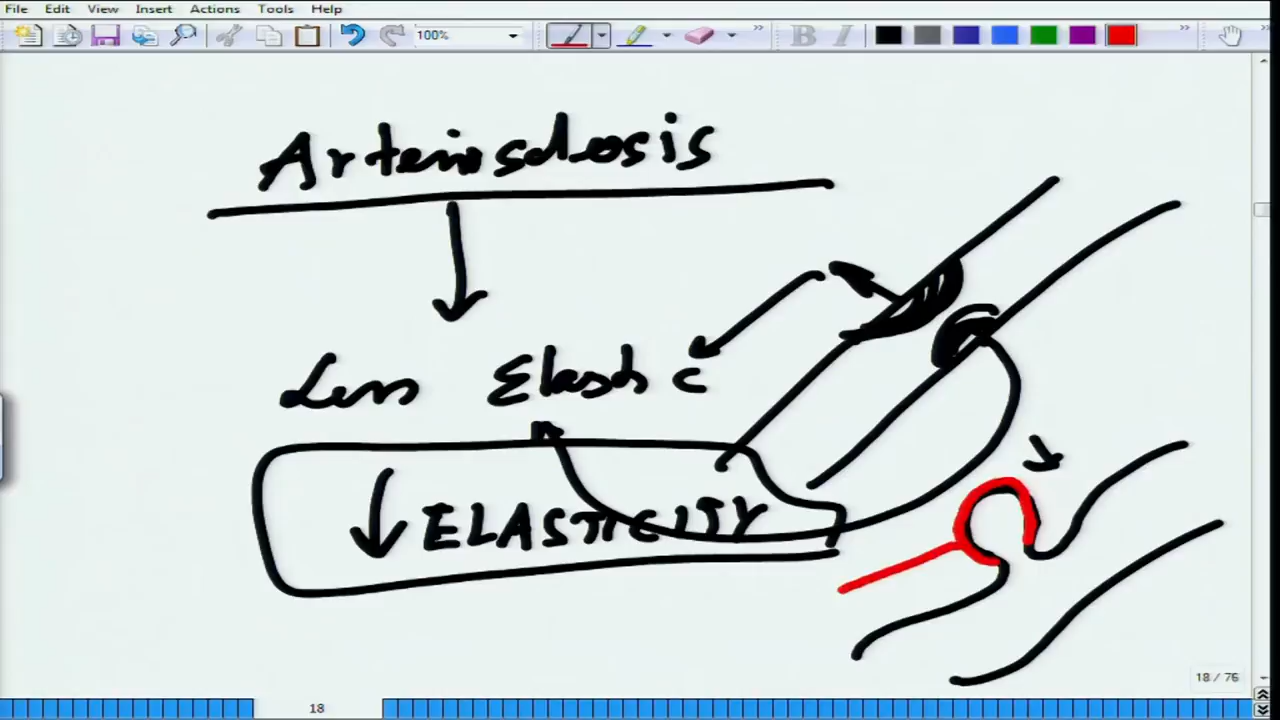 File Edit View Insert Actions Tools Help
100%
Arteriosclerosis
Less Elastic
↓ ELASTICITY
18 / 76
18